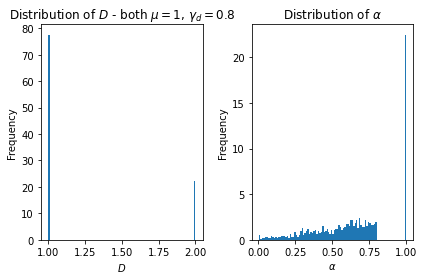 Distribution of D - both μ = 1, γd = 0.8
Frequency
80
70
60
50
40
30
20
10
0
1.00 1.25 1.50 1.75 2.00
D
Distribution of α
Frequency
20
15
10
5
0
0.00 0.25 0.50 0.75 1.00
α